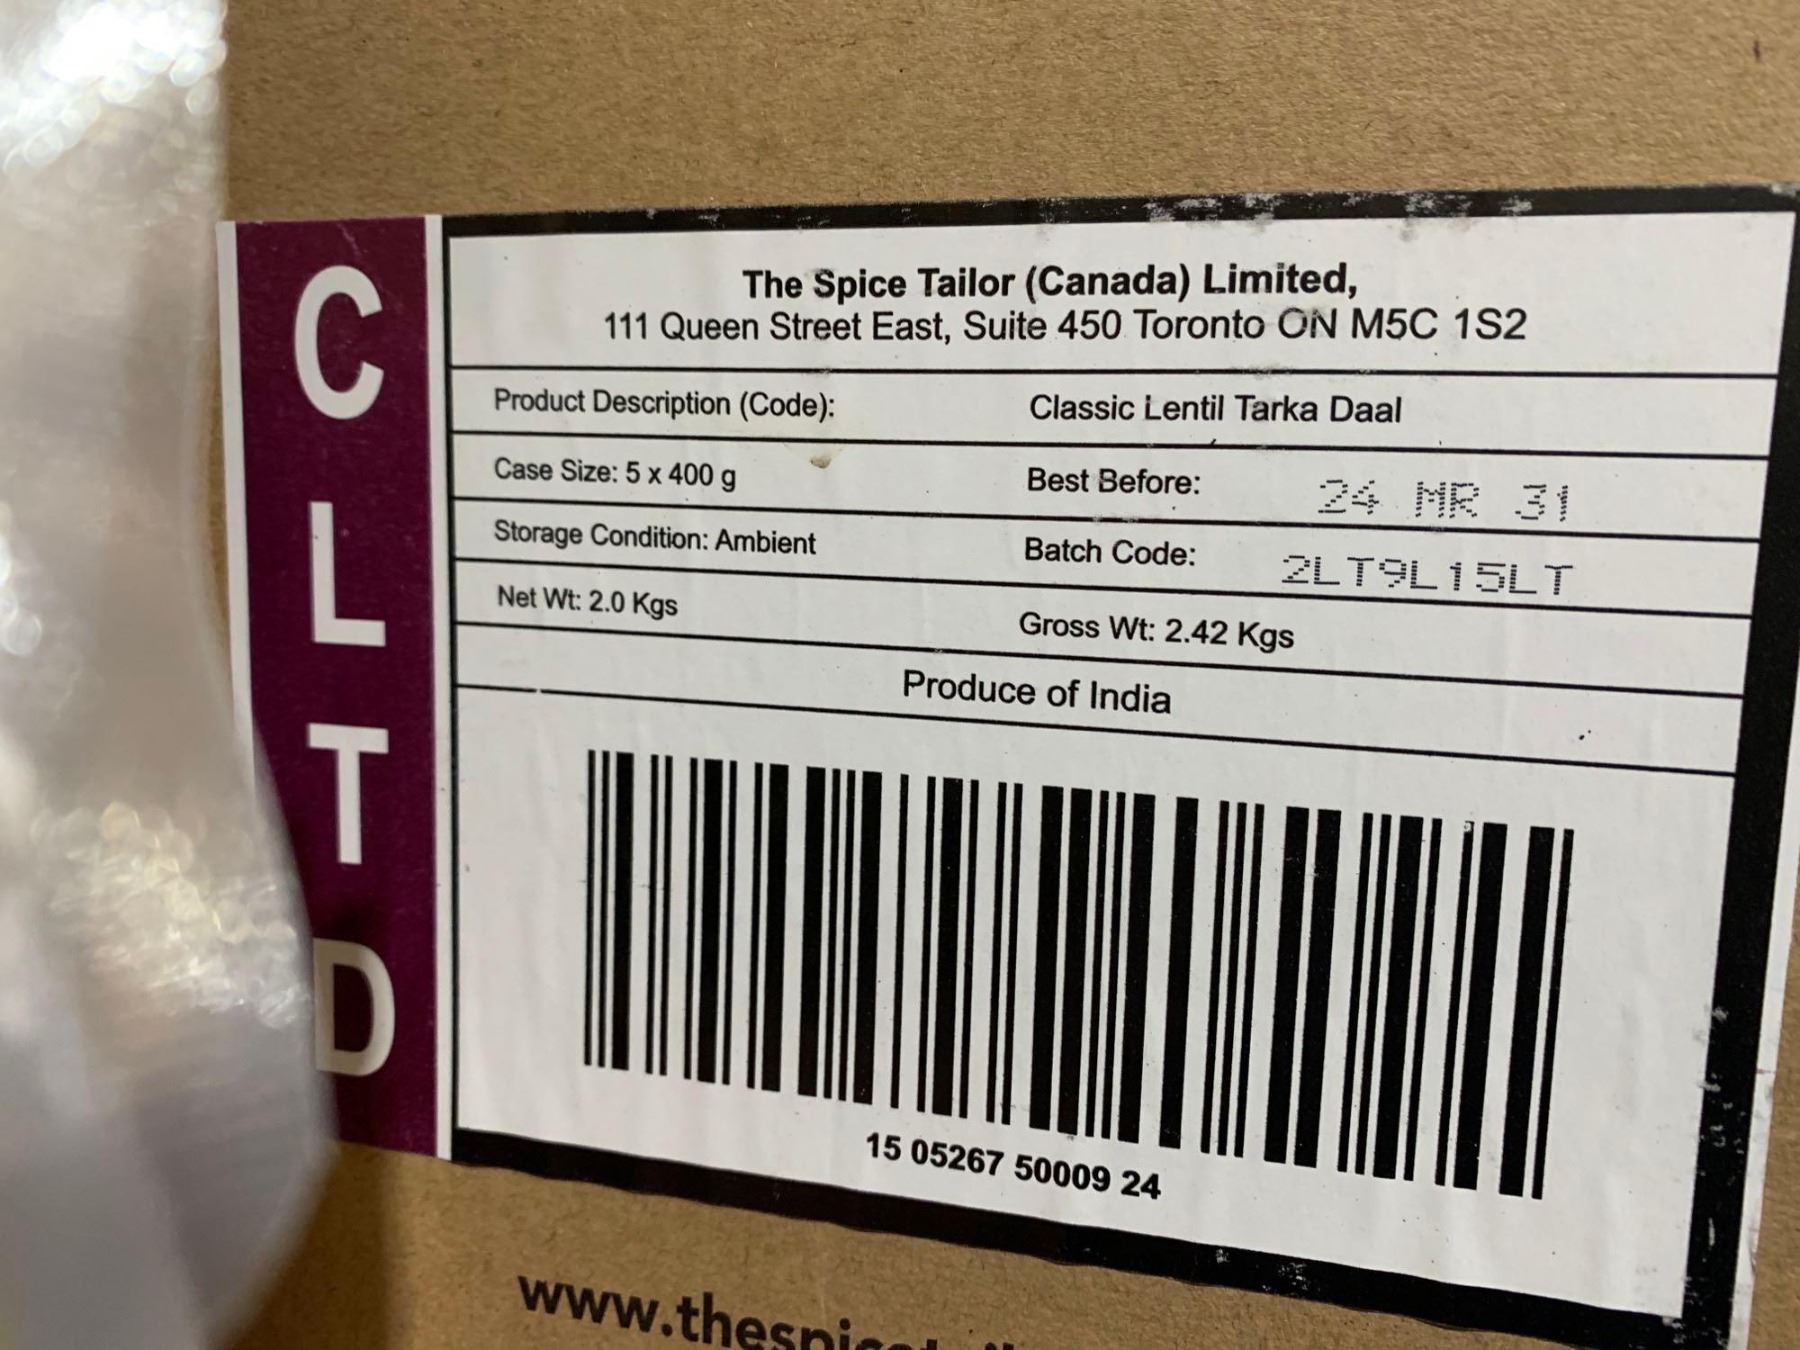 C
L
T
D
The Spice Tailor (Canada) Limited,
111 Queen Street East, Suite 450 Toronto ON M5C 1S2
Product Description (Code): Classic Lentil Tarka Daal
Case Size: 5 x 400 g Best Before: 24 MR 31
Storage Condition: Ambient Batch Code: 2LT9L15LT
Net Wt: 2.0 Kgs Gross Wt: 2.42 Kgs
Produce of India
15 05267 50009 24